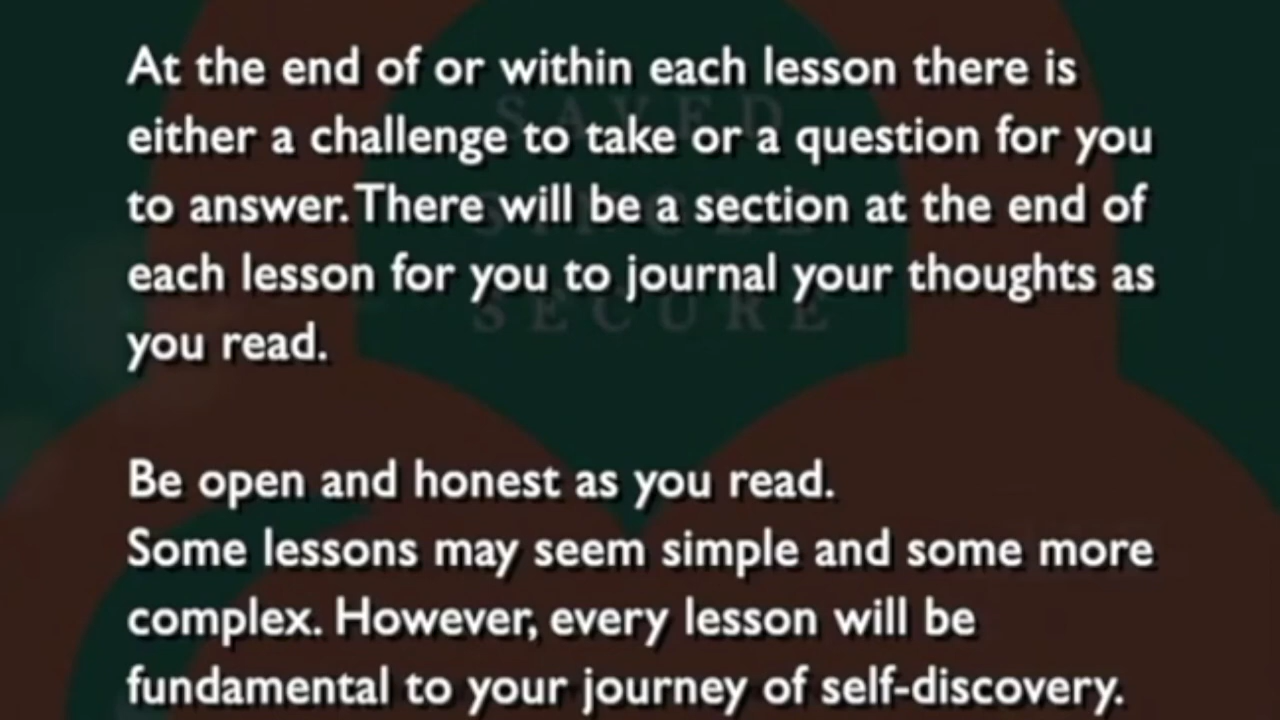 At the end of or within each lesson there is
either a challenge to take or a question for you
to answer. There will be a section at the end of
each lesson for you to journal your thoughts as
you read.
Be open and honest as you read.
Some lessons may seem simple and some more
complex. However, every lesson will be
fundamental to your journey of self-discovery.
SAVED
SINGLE
SECURE